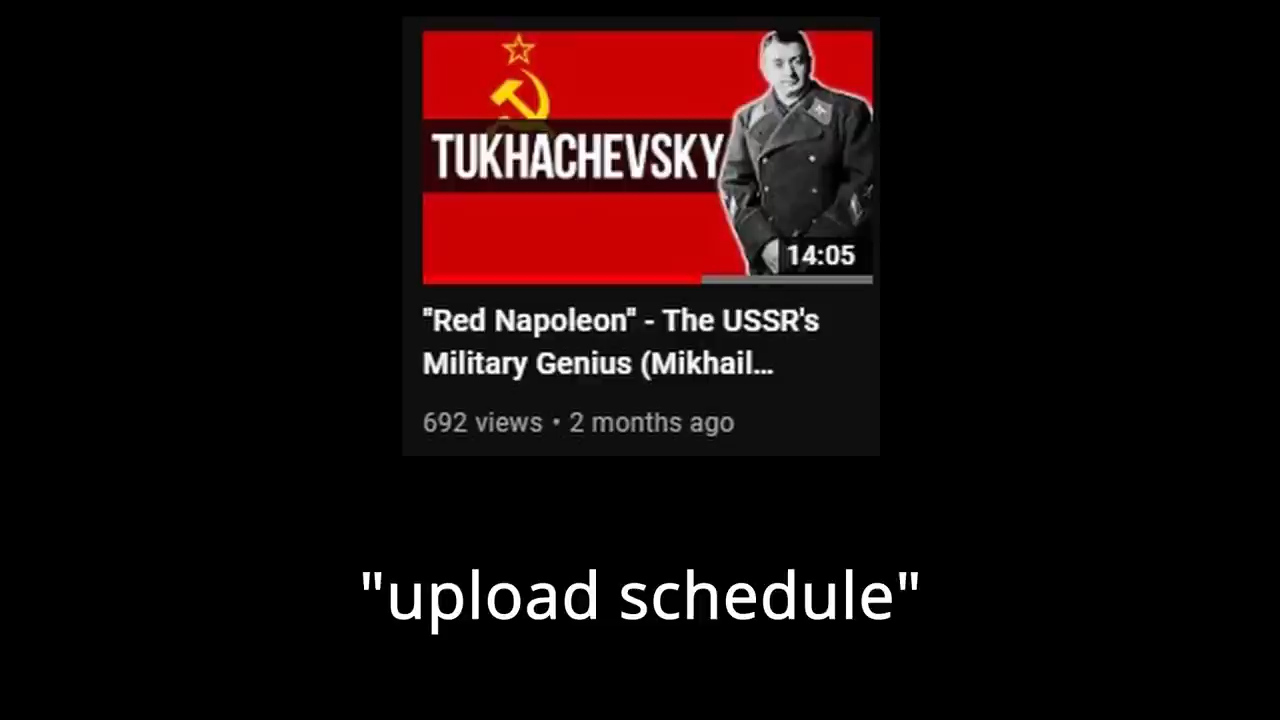 TUKHACHEVSKY
14:05
"Red Napoleon" - The USSR's
Military Genius (Mikhail...
692 views • 2 months ago
"upload schedule"